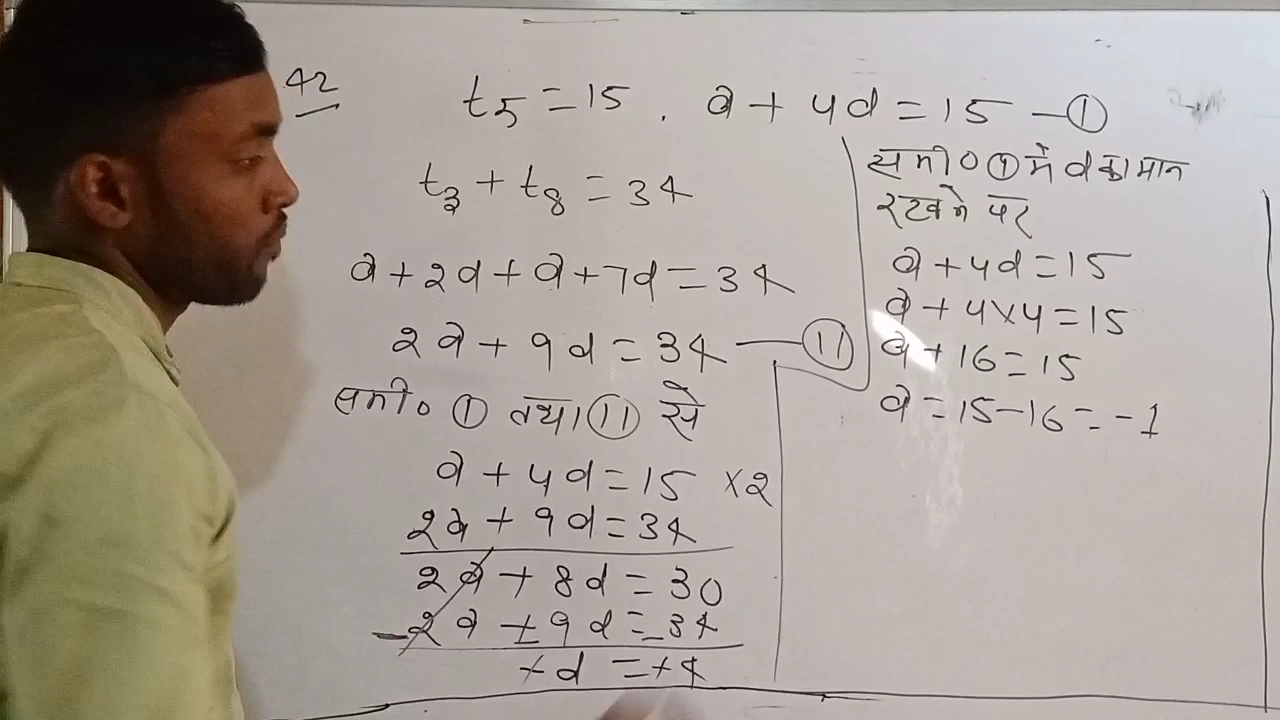 42
t₅ = 15 . a + 4d = 15 — ①
t₃ + t₈ = 34
a + 2d + a + 7d = 34
2a + 9d = 34 — ⑪
समी० ① तथा ⑪ से
a + 4d = 15 × 2
2a + 9d = 34
2a + 8d = 30
-2a ± 9d = -34
+d = +4
समी० ① में d का मान
रखने पर
a + 4d = 15
a + 4×4 = 15
a + 16 = 15
a = 15 - 16 = -1